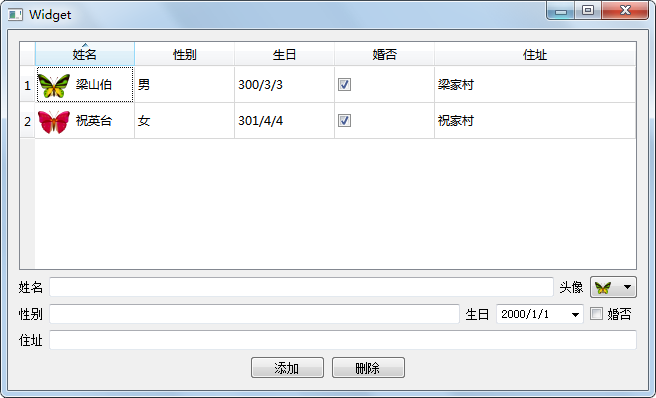 Widget
姓名 性别 生日 婚否 住址
1 梁山伯 男 300/3/3 梁家村
2 祝英台 女 301/4/4 祝家村
姓名 头像
性别 生日 2000/1/1 婚否
住址
添加 删除